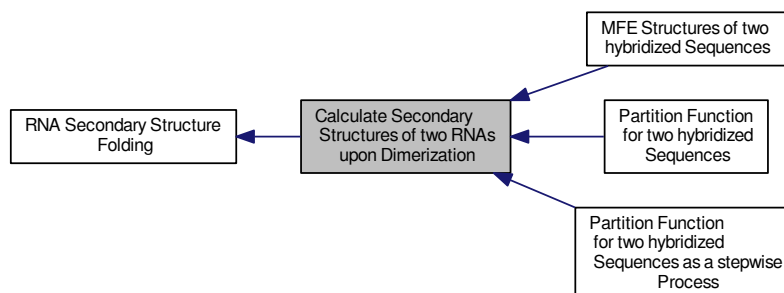 RNA Secondary Structure
Folding
Calculate Secondary
Structures of two RNAs
upon Dimerization
MFE Structures of two
hybridized Sequences
Partition Function
for two hybridized
Sequences
Partition Function
for two hybridized
Sequences as a stepwise
Process